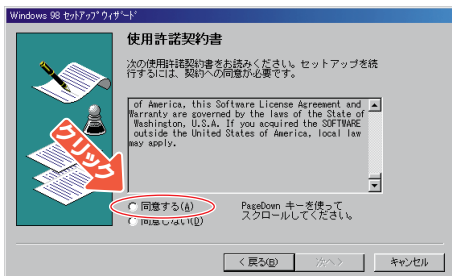 Windows 98 セットアップ ウィザード
使用許諾契約書
次の使用許諾契約書をお読みください。セットアップを続
行するには、契約への同意が必要です。
of America, this Software License Agreement and
Warranty are governed by the laws of the State of
Washington, U.S.A. If you acquired the SOFTWARE
outside the United States of America, local law
may apply.
クリック
同意する(A)
同意しない(D)
PageDown キーを使って
スクロールしてください。
< 戻る(B)
次へ >
キャンセル